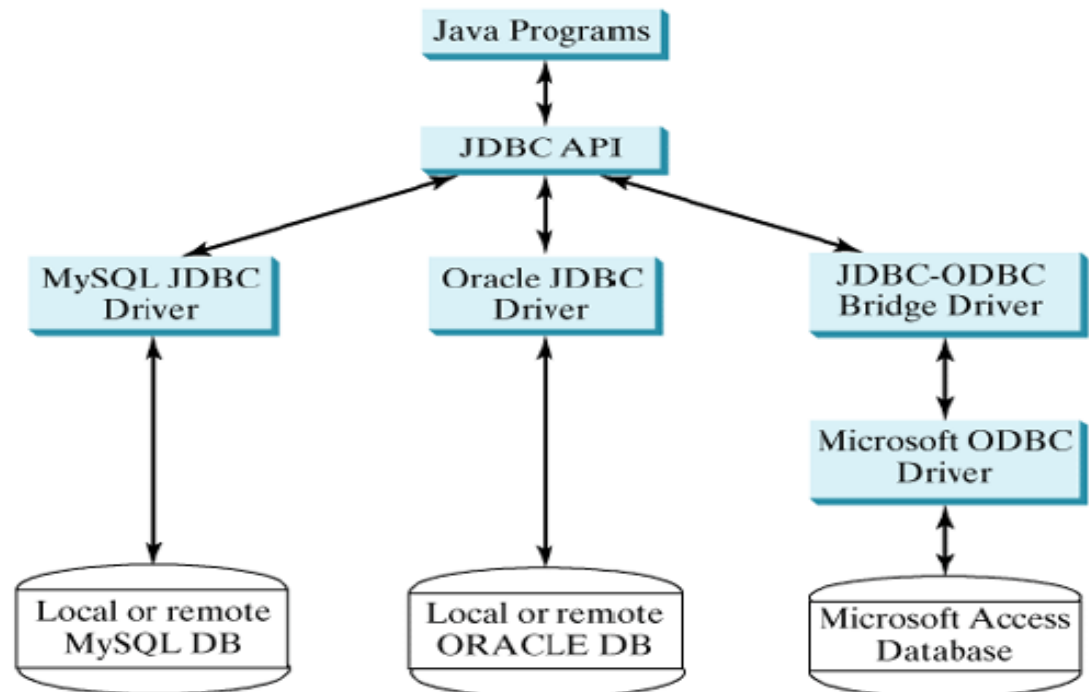 Java Programs
JDBC API
MySQL JDBC
Driver
Oracle JDBC
Driver
JDBC-ODBC
Bridge Driver
Microsoft ODBC
Driver
Local or remote
MySQL DB
Local or remote
ORACLE DB
Microsoft Access
Database